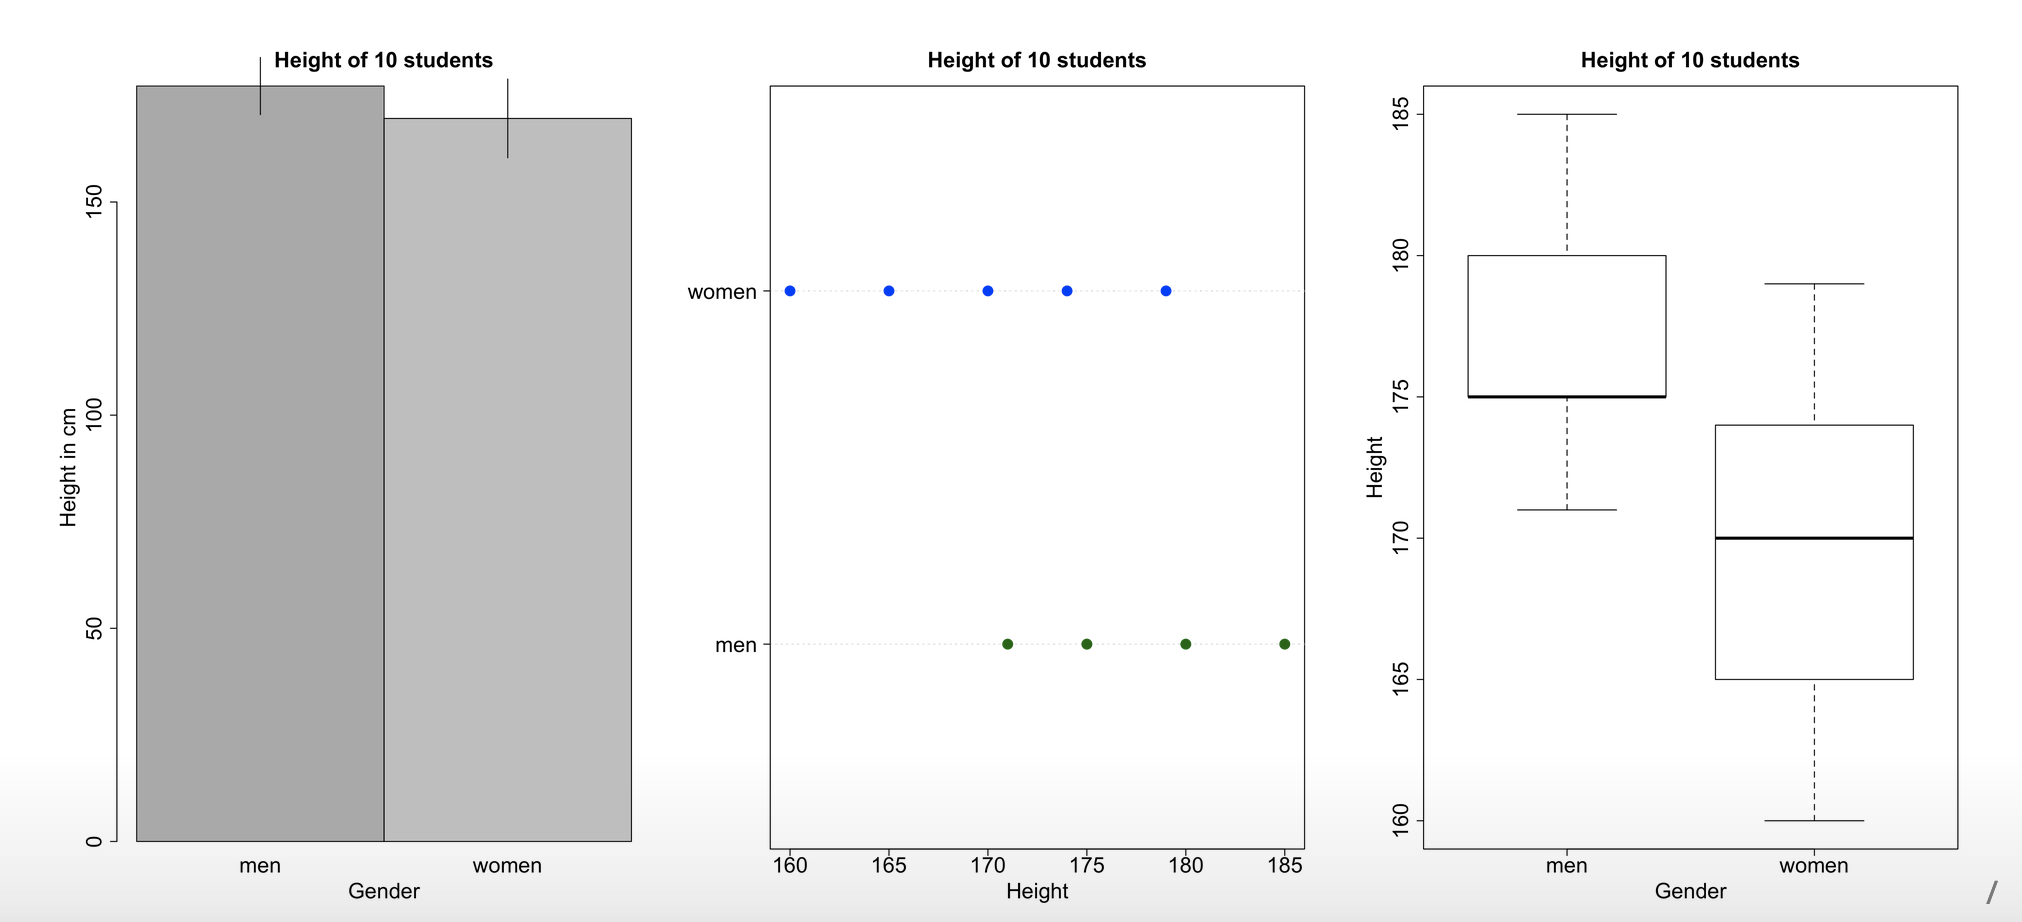 Height of 10 students
Height in cm
150
100
50
0
men women
Gender
Height of 10 students
women
men
160 165 170 175 180 185
Height
Height of 10 students
Height
185
180
175
170
165
160
men women
Gender
/